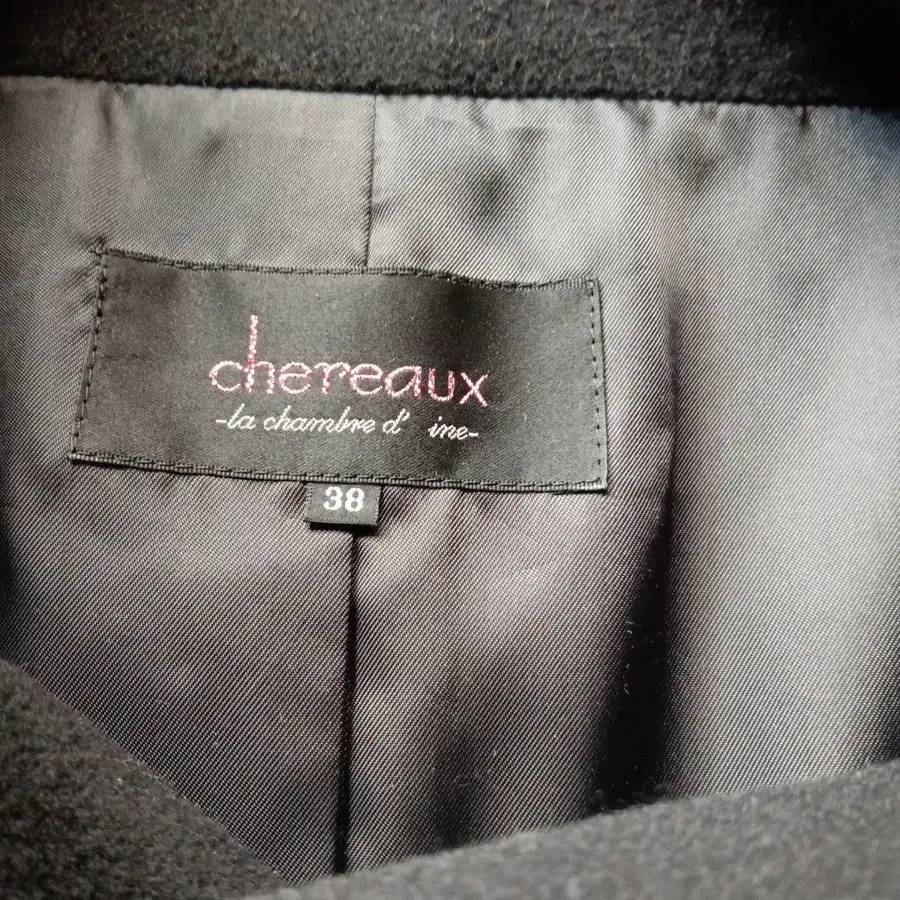 chereaux
-la chambre d' ine-
38